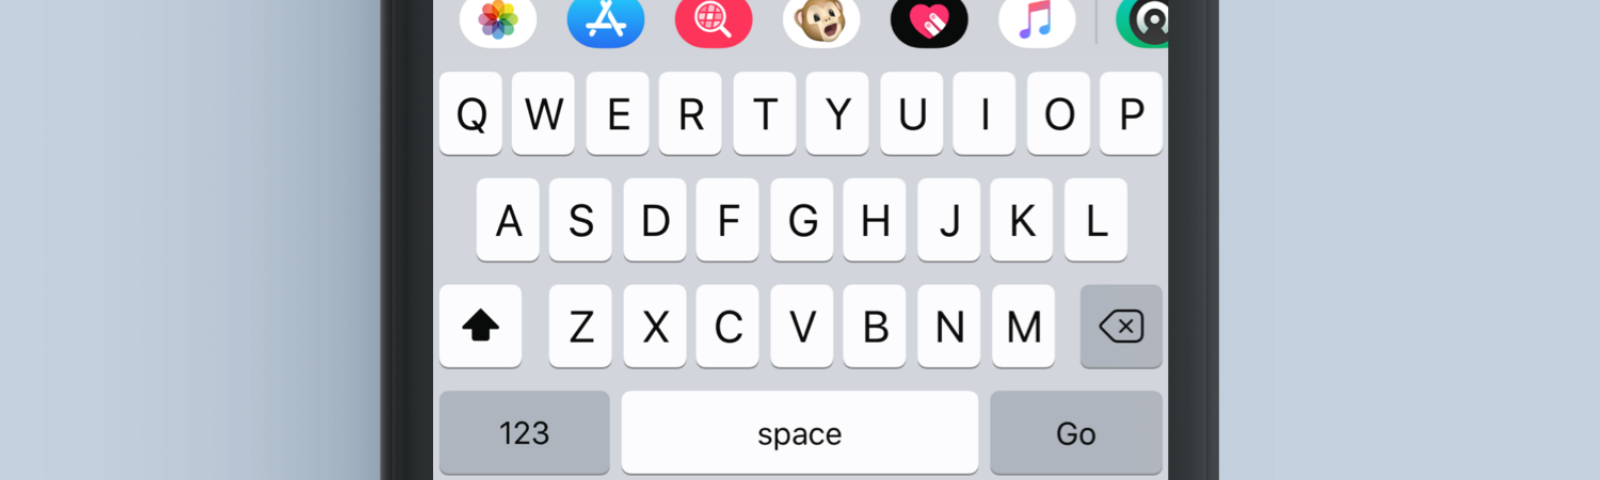 Q W E R T Y U I O P
A S D F G H J K L
Z X C V B N M
123 space Go